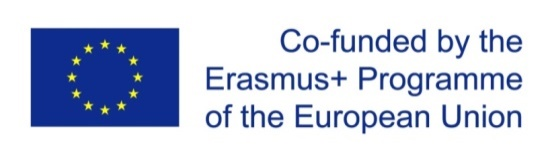 Co-funded by the
Erasmus+ Programme
of the European Union